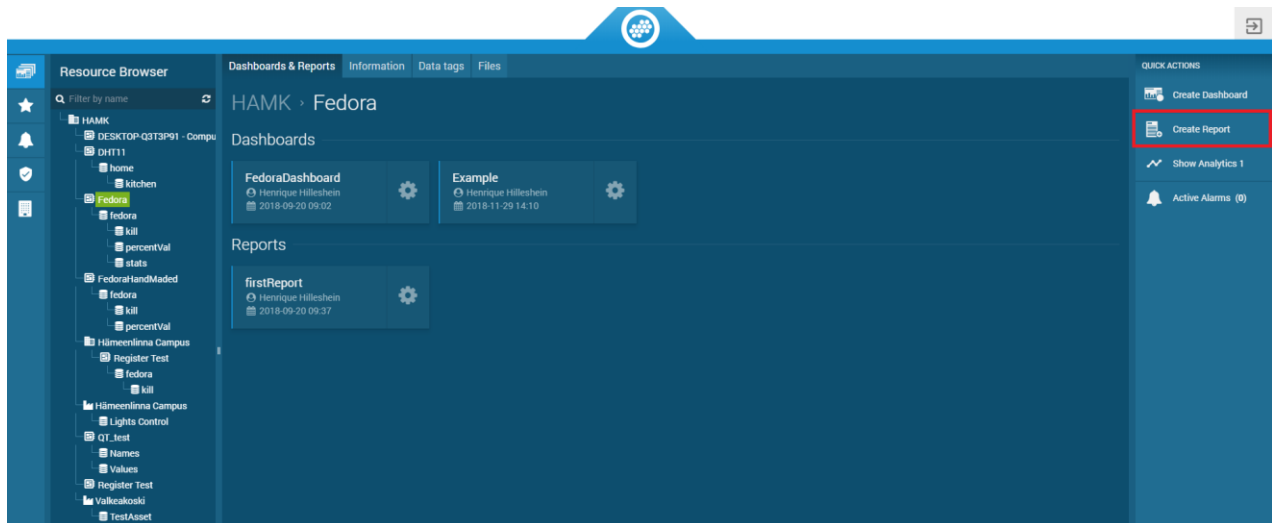 Resource Browser
Filter by name
HAMK
DESKTOP-Q3T3P91 - Compu
DHT11
home
kitchen
Fedora
fedora
kill
percentVal
stats
FedoraHandMaded
fedora
kill
percentVal
Hämeenlinna Campus
Register Test
fedora
kill
Hämeenlinna Campus
Lights Control
QT_test
Names
Values
Register Test
Valkeakoski
TestAsset
Dashboards & Reports Information Data tags Files
HAMK › Fedora
Dashboards
FedoraDashboard
Henrique Hilleshein
2018-09-20 09:02
Example
Henrique Hilleshein
2018-11-29 14:10
Reports
firstReport
Henrique Hilleshein
2018-09-20 09:37
QUICK ACTIONS
Create Dashboard
Create Report
Show Analytics 1
Active Alarms (0)